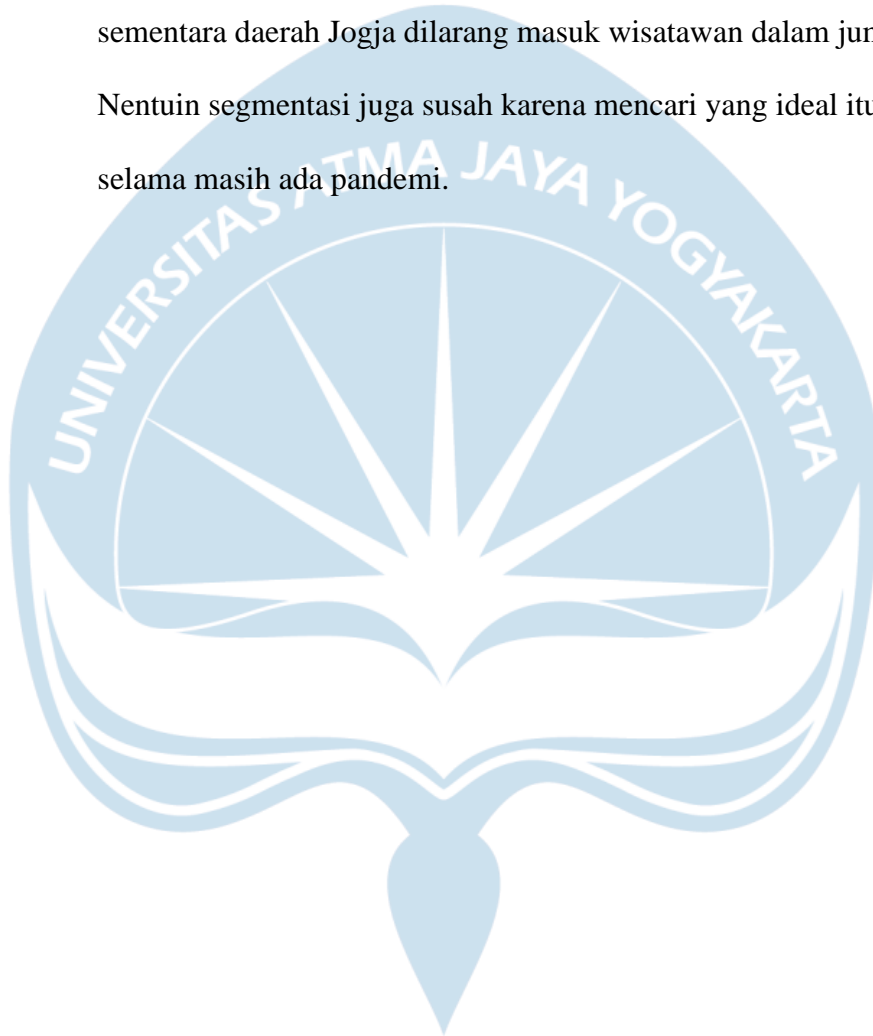 sementara daerah Jogja dilarang masuk wisatawan dalam
Nentuin segmentasi juga susah karena mencari yang ideal itu
selama masih ada pandemi.
UNIVERSITAS ATMA JAYA YOGYAKARTA